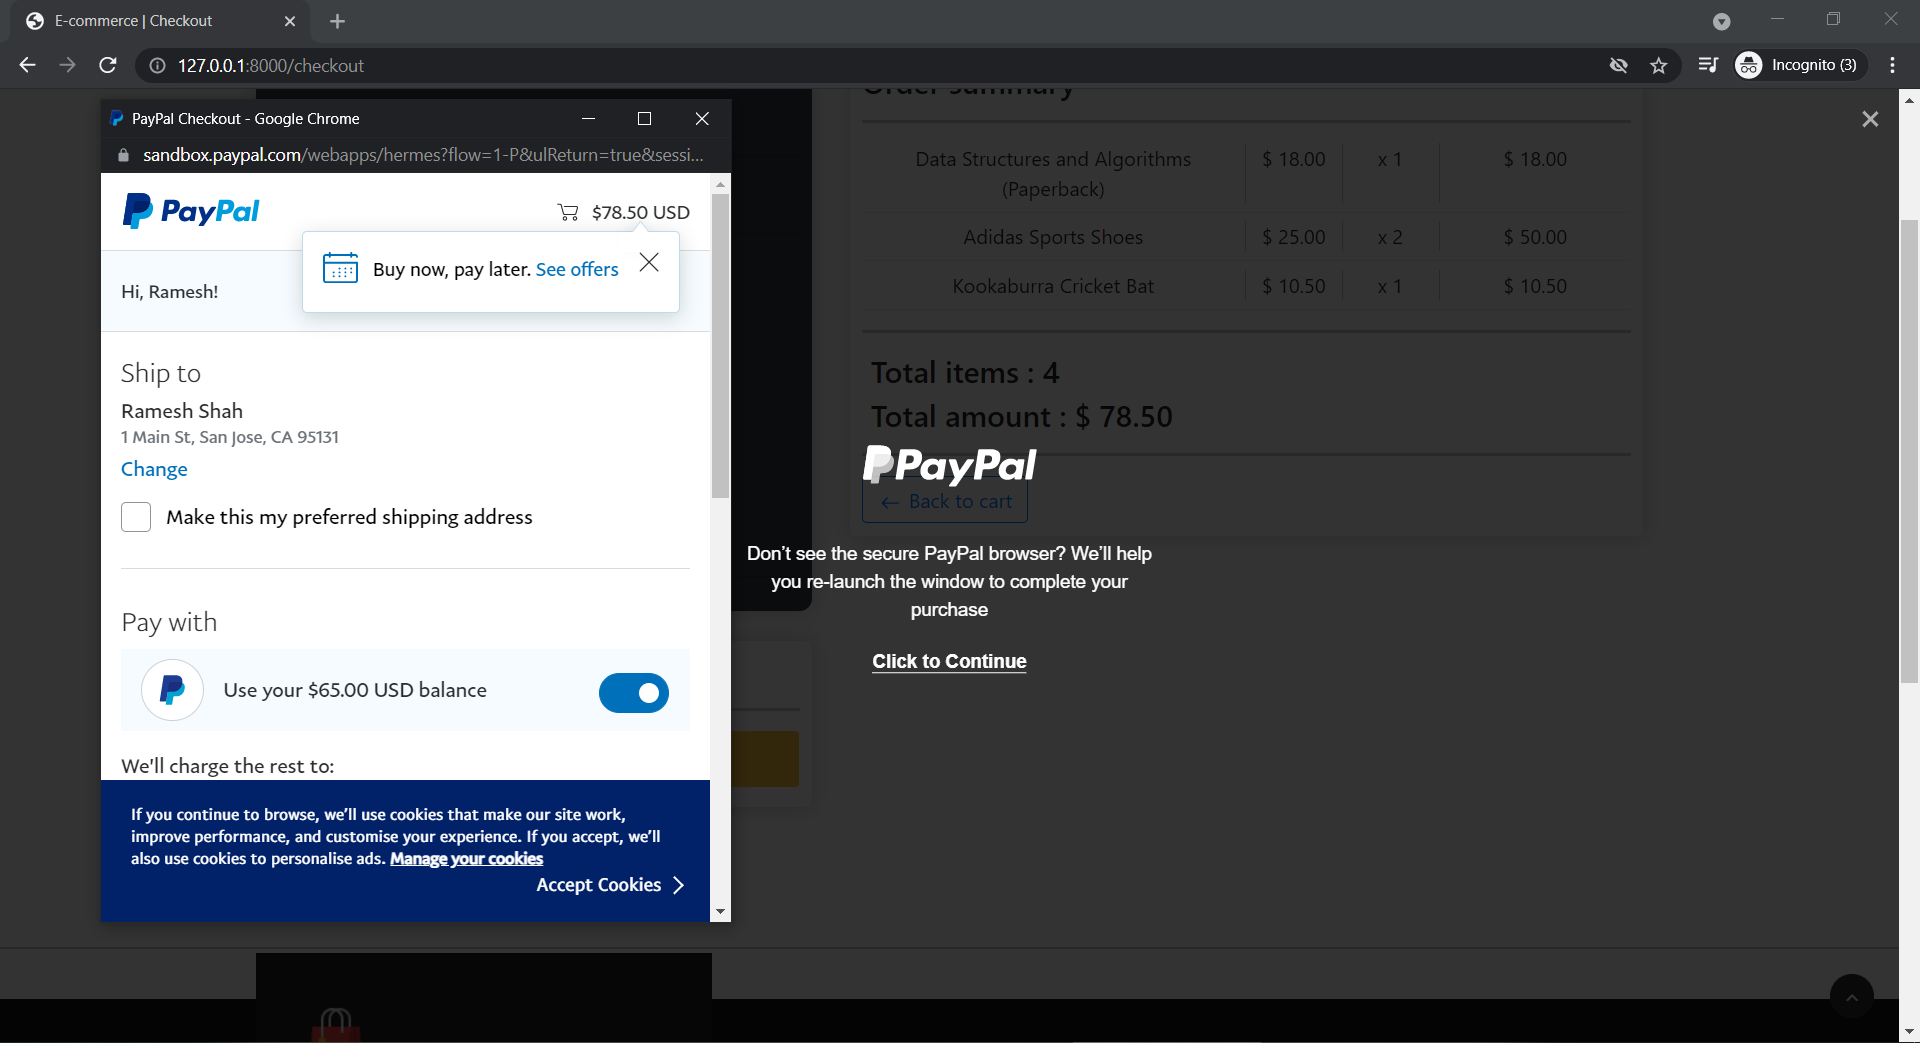 E-commerce | Checkout
127.0.0.1:8000/checkout
Incognito (3)
PayPal Checkout - Google Chrome
sandbox.paypal.com/webapps/hermes?flow=1-P&ulReturn=true&sessi...
PayPal
$78.50 USD
Buy now, pay later. See offers
Hi, Ramesh!
Ship to
Ramesh Shah
1 Main St, San Jose, CA 95131
Change
Make this my preferred shipping address
Pay with
Use your $65.00 USD balance
We'll charge the rest to:
If you continue to browse, we'll use cookies that make our site work,
improve performance, and customise your experience. If you accept, we'll
also use cookies to personalise ads. Manage your cookies
Accept Cookies
Order summary
Data Structures and Algorithms $ 18.00 x 1 $ 18.00
(Paperback)
Adidas Sports Shoes $ 25.00 x 2 $ 50.00
Kookaburra Cricket Bat $ 10.50 x 1 $ 10.50
Total items : 4
Total amount : $ 78.50
PayPal
← Back to cart
Don't see the secure PayPal browser? We'll help
you re-launch the window to complete your
purchase
Click to Continue